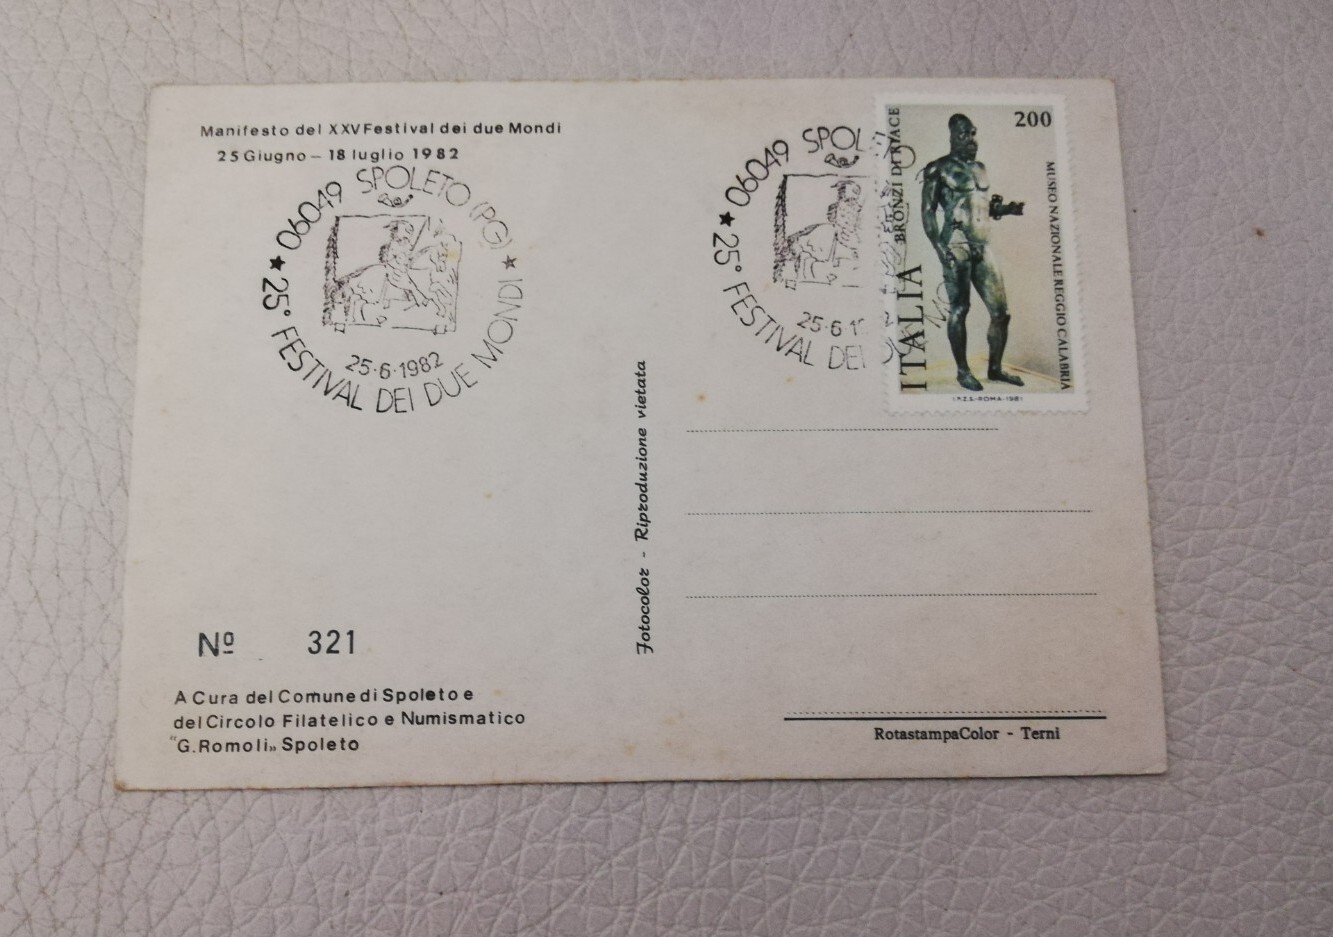 Manifesto del XXV Festival dei due Mondi
25 Giugno – 18 luglio 1982
06049 SPOLETO (PG)
★ 25° FESTIVAL DEI DUE MONDI ★
25·6·1982
Nº 321
A Cura del Comune di Spoleto e
del Circolo Filatelico e Numismatico
“G. Romoli„ Spoleto
Fotocolor - Riproduzione vietata
★ 06049 SPOLETO
25° FESTIVAL DEI
25·6
200
ITALIA BRONZI DI RIACE
MUSEO NAZIONALE REGGIO CALABRIA
I.P.Z.S.-ROMA-1981
RotastampaColor - Terni